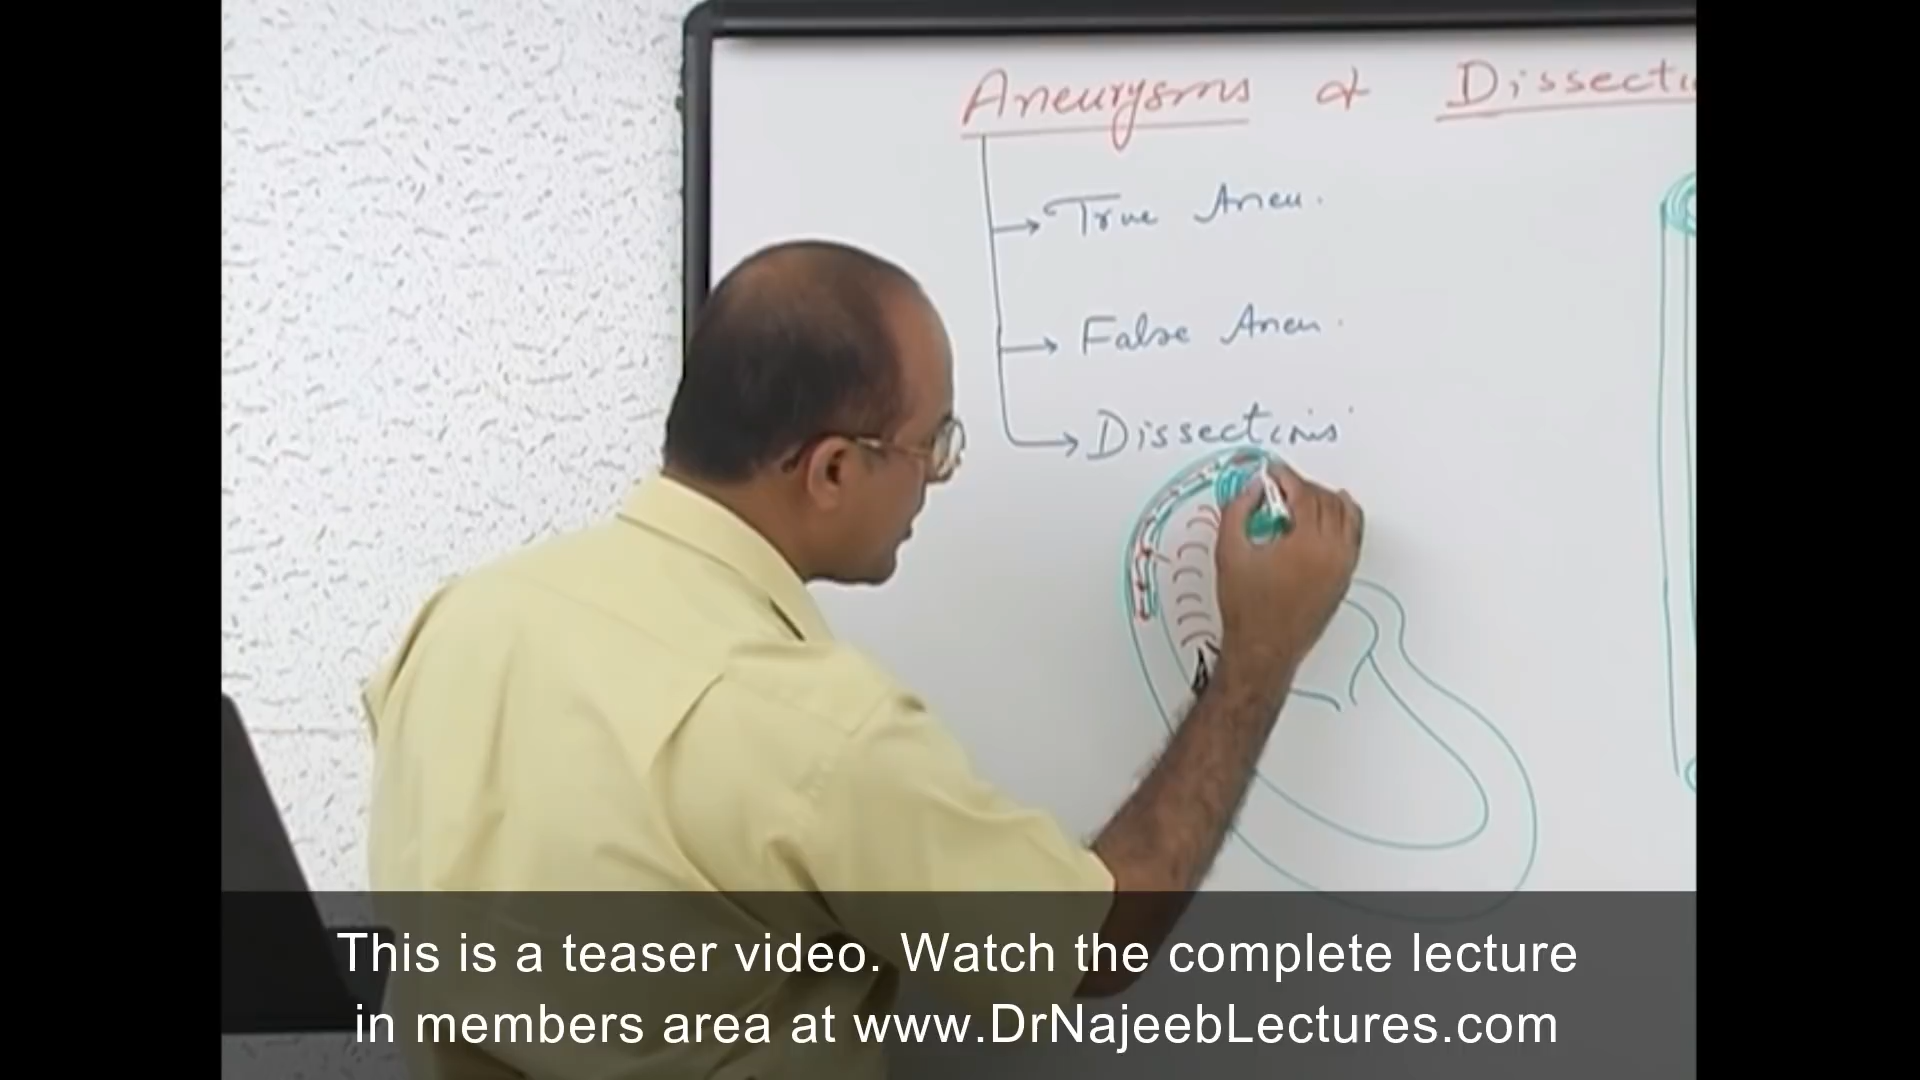 Aneurysms & Dissecti
True Aneu.
False Aneu.
Dissections
This is a teaser video. Watch the complete lecture
in members area at www.DrNajeebLectures.com